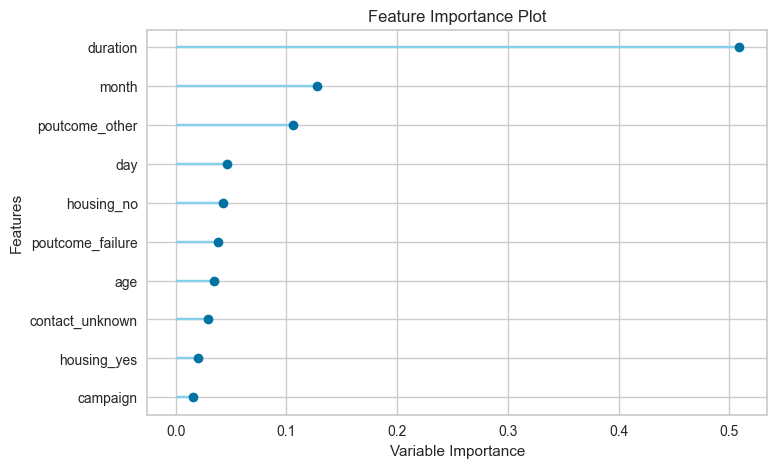 Feature Importance Plot
duration
month
poutcome_other
day
housing_no
poutcome_failure
age
contact_unknown
housing_yes
campaign
Features
0.0 0.1 0.2 0.3 0.4 0.5
Variable Importance